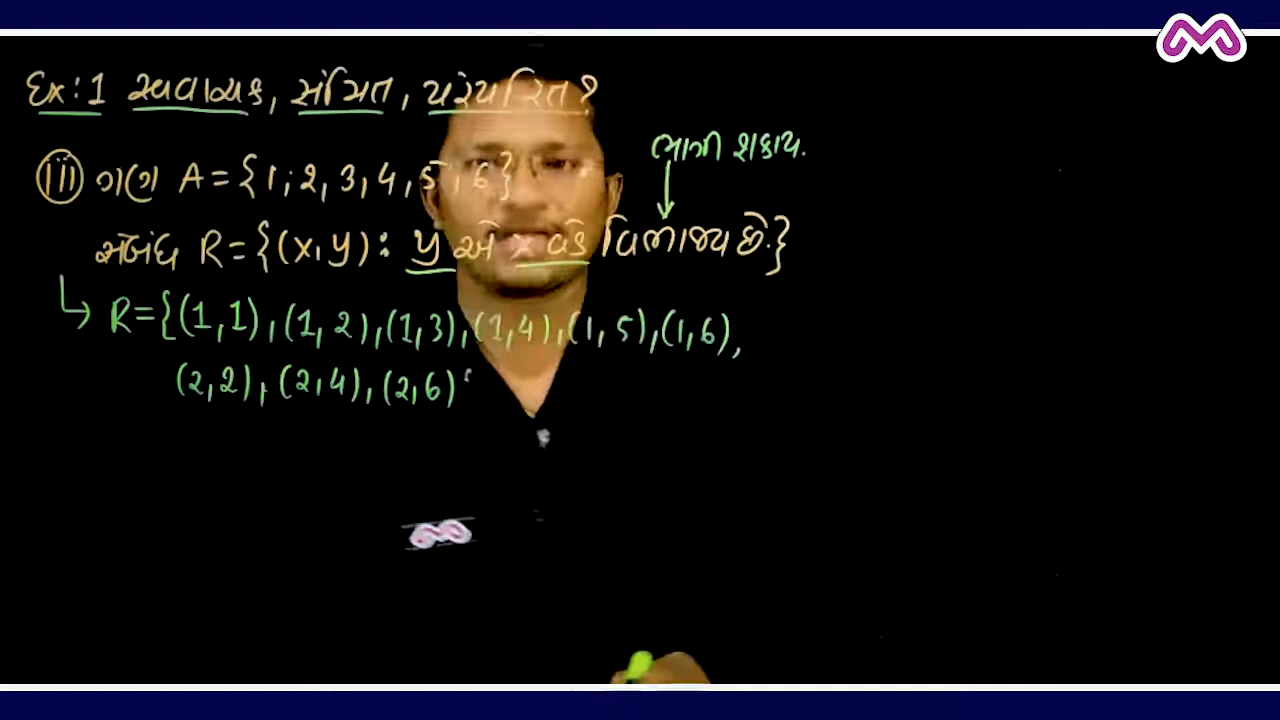 Ex:1 સ્વવાચક, સંમિત, પરંપરિત ?
(iii) ગણ A = {1, 2, 3, 4, 5, 6}
ભાગી શકાય.
સંબંધ R = {(x, y) : y એ x વડે વિભાજ્ય છે.}
↳ R = {(1,1), (1,2), (1,3), (1,4), (1,5), (1,6),
(2,2), (2,4), (2,6)